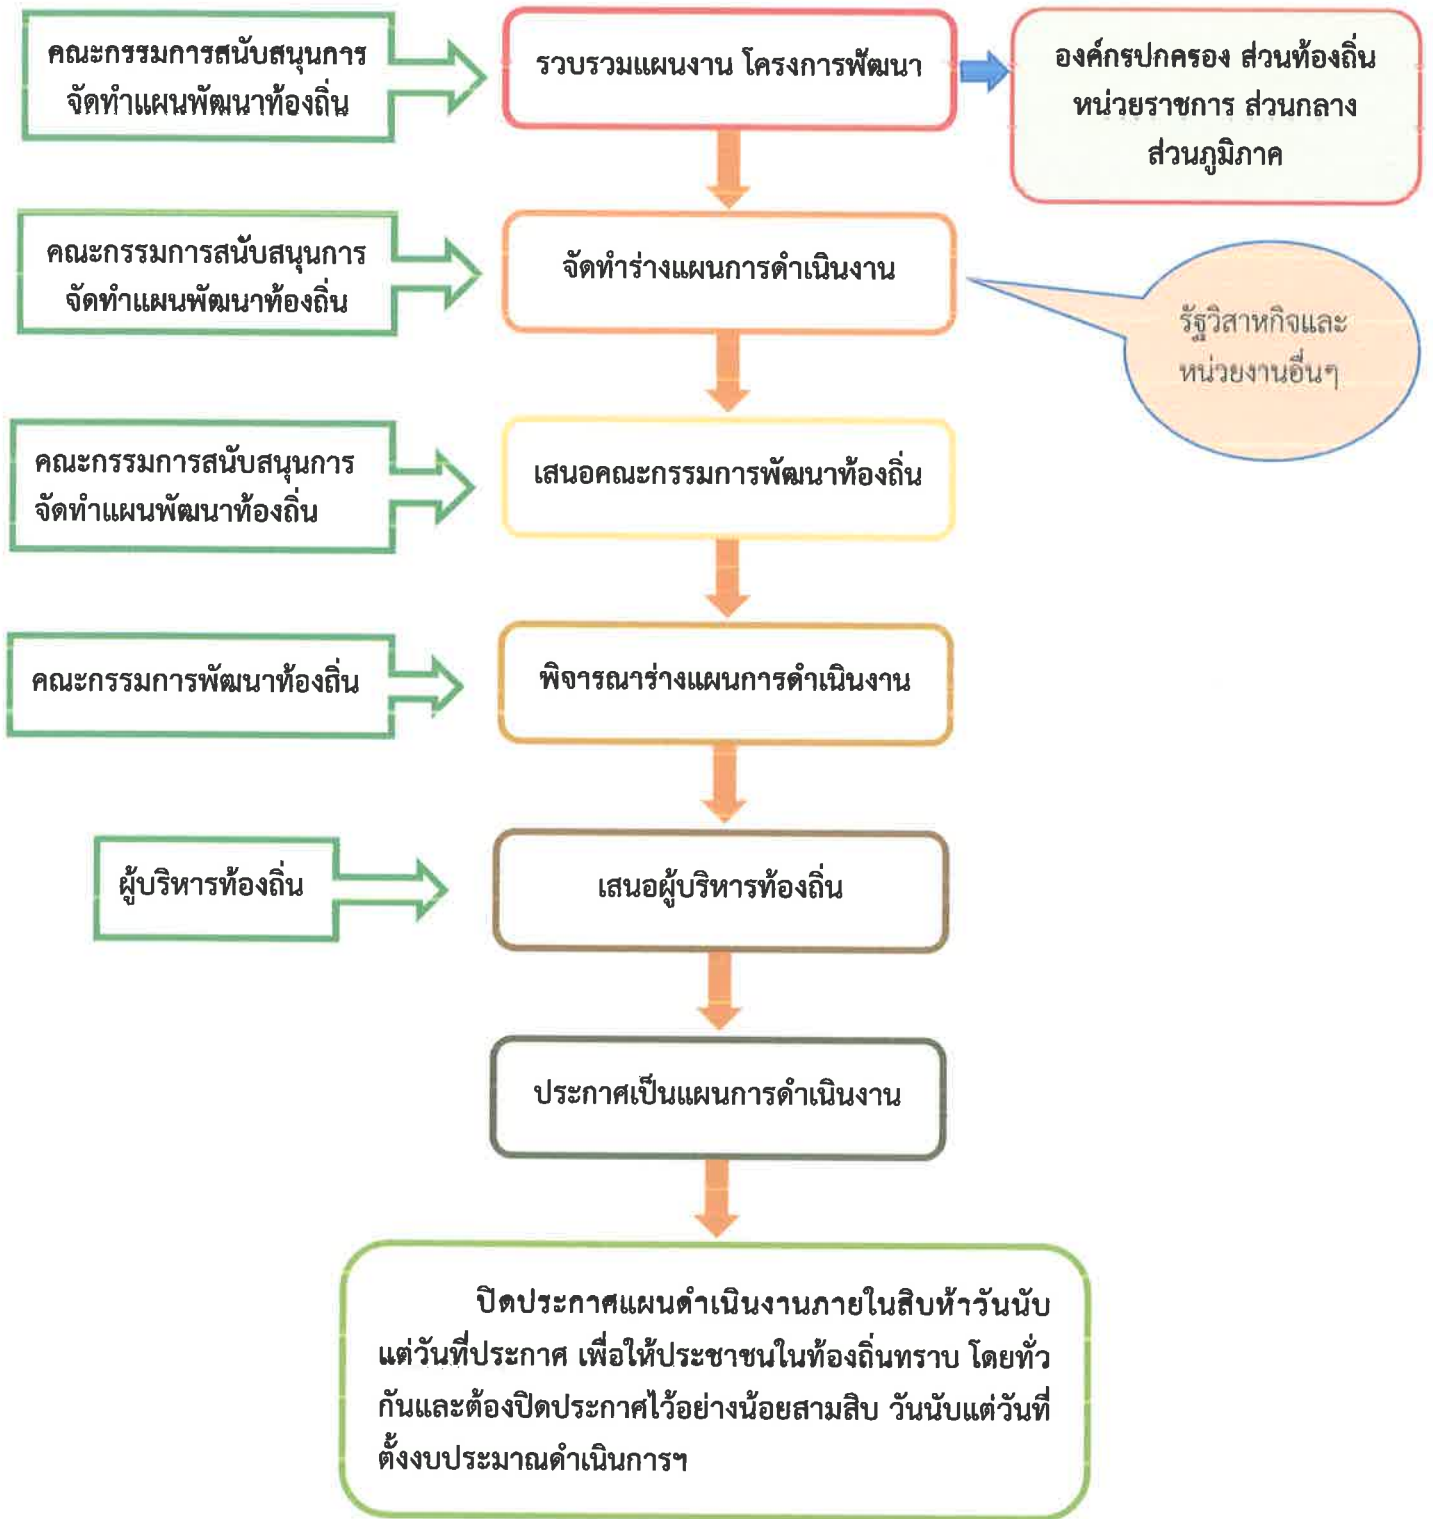 คณะกรรมการสนับสนุนการ
จัดทำแผนพัฒนาท้องถิ่น
รวบรวมแผนงาน โครงการพัฒนา
องค์กรปกครอง ส่วนท้องถิ่น
หน่วยราชการ ส่วนกลาง
ส่วนภูมิภาค
คณะกรรมการสนับสนุนการ
จัดทำแผนพัฒนาท้องถิ่น
จัดทำร่างแผนการดำเนินงาน
รัฐวิสาหกิจและ
หน่วยงานอื่นๆ
คณะกรรมการสนับสนุนการ
จัดทำแผนพัฒนาท้องถิ่น
เสนอคณะกรรมการพัฒนาท้องถิ่น
คณะกรรมการพัฒนาท้องถิ่น
พิจารณาร่างแผนการดำเนินงาน
ผู้บริหารท้องถิ่น
เสนอผู้บริหารท้องถิ่น
ประกาศเป็นแผนการดำเนินงาน
ปิดประกาศแผนดำเนินงานภายในสิบห้าวันนับ
แต่วันที่ประกาศ เพื่อให้ประชาชนในท้องถิ่นทราบ โดยทั่ว
กันและต้องปิดประกาศไว้อย่างน้อยสามสิบ วันนับแต่วันที่
ตั้งงบประมาณดำเนินการฯ